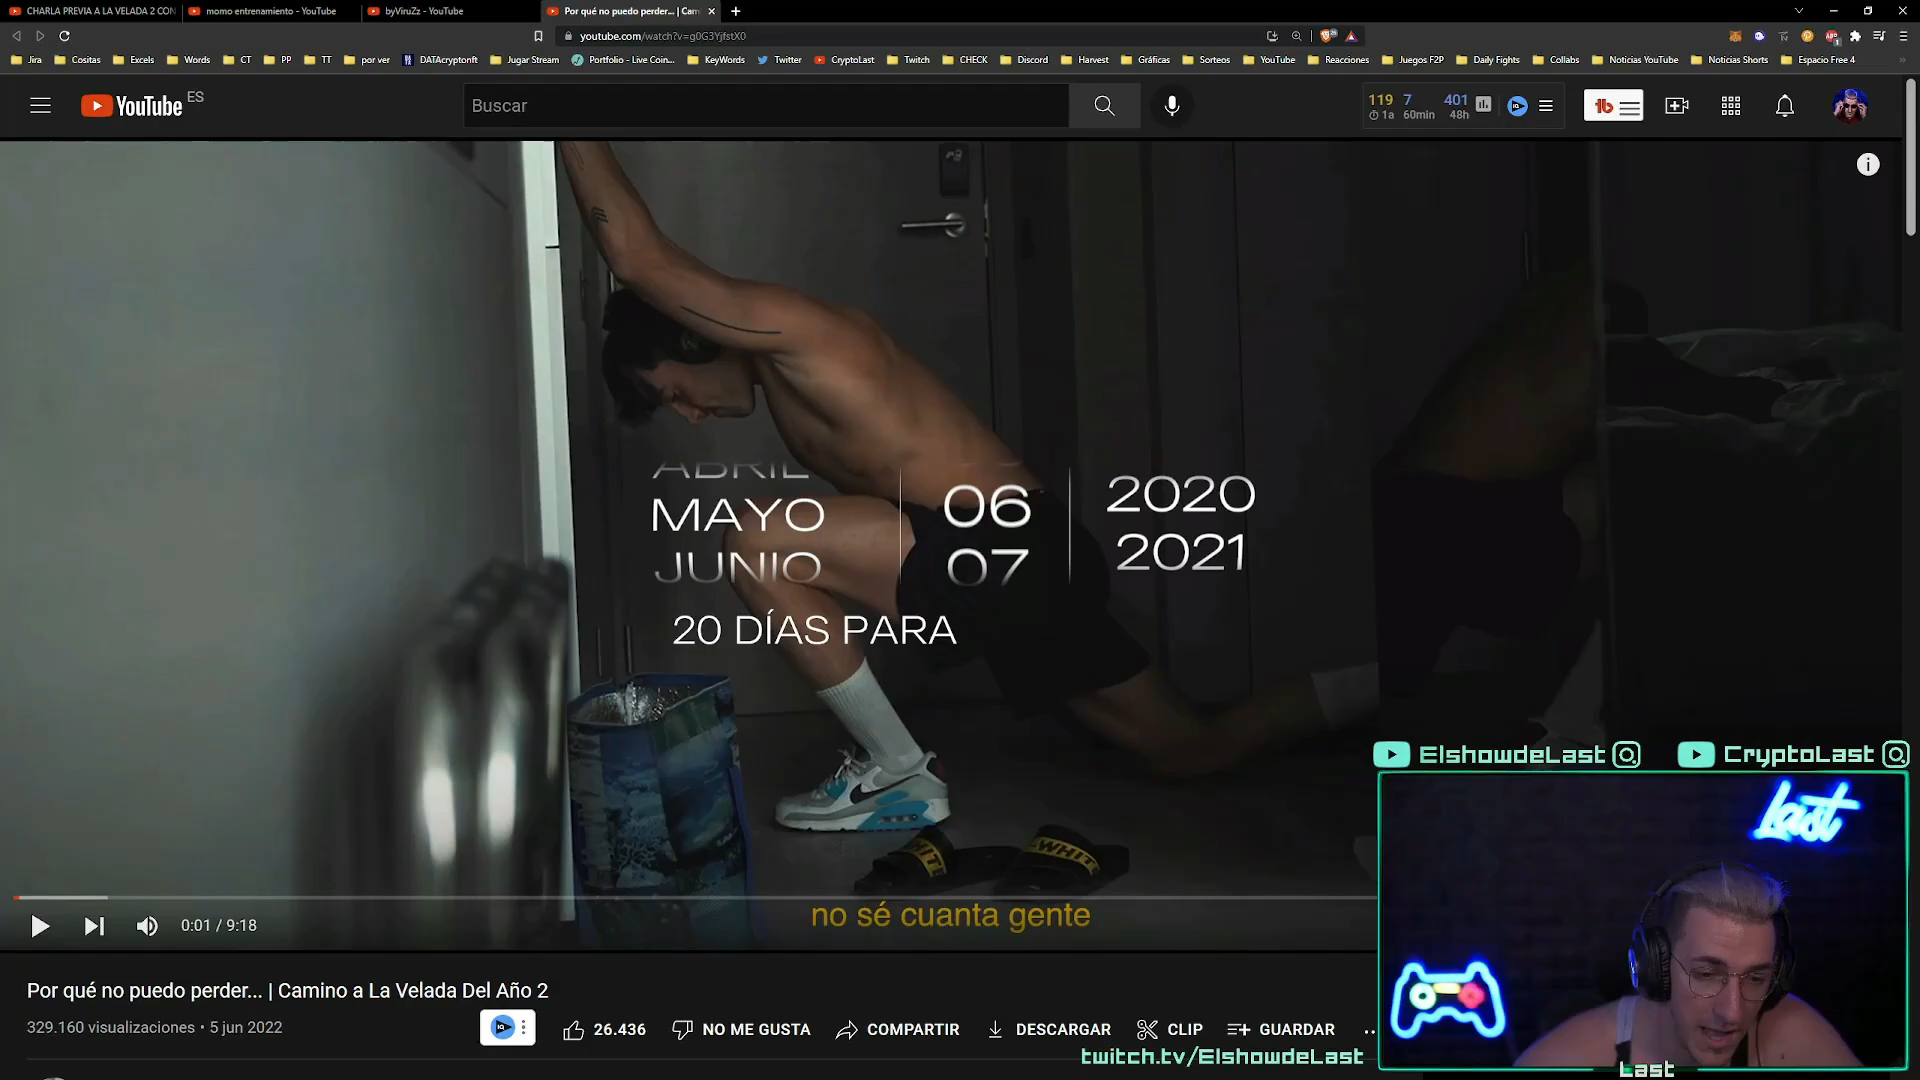 CHARLA PREVIA A LA VELADA 2 CON
momo entrenamiento - YouTube
byViruZz - YouTube
Por qué no puedo perder... | Cam
youtube.com/watch?v=g0G3YjfstX0
Jira
Cositas
Excels
Words
CT
PP
TT
por ver
DATAcryptonft
Jugar Stream
Portfolio - Live Coin...
KeyWords
Twitter
CryptoLast
Twitch
CHECK
Discord
Harvest
Gráficas
Sorteos
YouTube
Reacciones
Juegos F2P
Daily Fights
Collabs
Noticias YouTube
Noticias Shorts
Espacio Free 4
YouTube ES
Buscar
119 7 401
1a 60min 48h
ABRIL
MAYO 06 2020
JUNIO 07 2021
20 DÍAS PARA
WHITE
-WHIT
ElshowdeLast
CryptoLast
Last
no sé cuanta gente
0:01 / 9:18
Por qué no puedo perder... | Camino a La Velada Del Año 2
329.160 visualizaciones • 5 jun 2022
26.436
NO ME GUSTA
COMPARTIR
DESCARGAR
CLIP
GUARDAR
twitch.tv/ElshowdeLast
Last